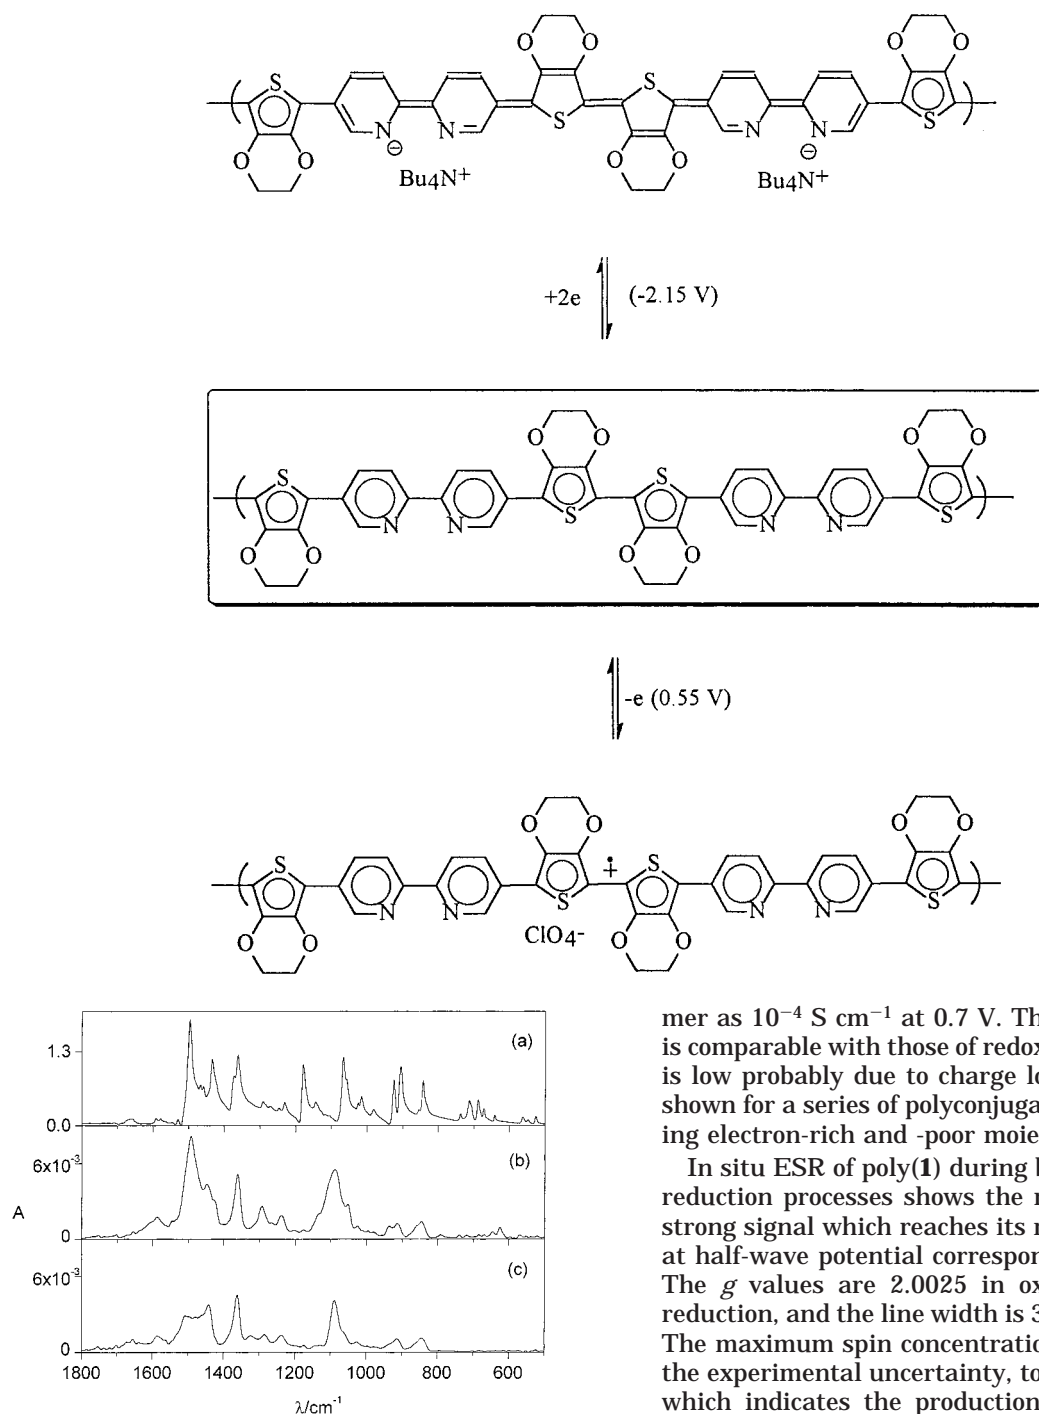 S S
O O O O
N N S N N S
⊖ ⊖
O O O O
Bu4N+ Bu4N+
+2e (-2.15 V)
O O O O
S S
N N S N N S
O O O O
-e (0.55 V)
O O O O
S S
N N S N N S
O O ClO4- O O
(a)
1.3
0.0
(b)
6x10-3
A
0
(c)
6x10-3
0
1800 1600 1400 1200 1000 800 600
λ/cm-1
mer as 10−4 S cm−1 at 0.7 V. Th
is comparable with those of redox
is low probably due to charge lo
shown for a series of polyconjuga
ing electron-rich and -poor moie
In situ ESR of poly(1) during b
reduction processes shows the r
strong signal which reaches its n
at half-wave potential correspon
The g values are 2.0025 in ox
reduction, and the line width is 3
The maximum spin concentration
the experimental uncertainty, to
which indicates the production